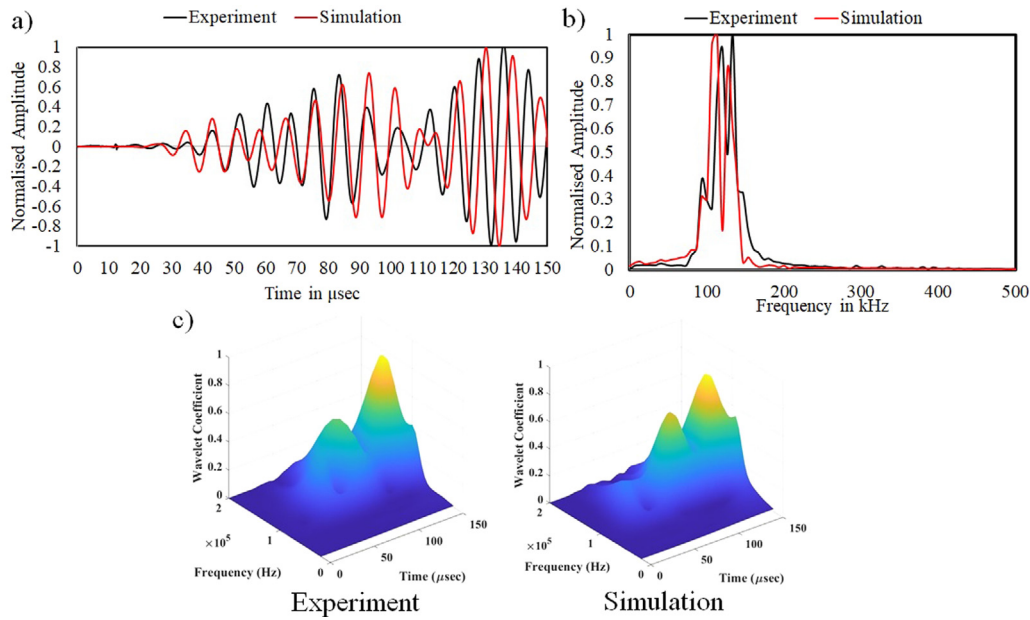 a)
Experiment Simulation
Normalised Amplitude
1
0.8
0.6
0.4
0.2
0
-0.2
-0.4
-0.6
-0.8
-1
0 10 20 30 40 50 60 70 80 90 100 110 120 130 140 150
Time in μsec
b)
Experiment Simulation
Normalised Amplitude
1
0.9
0.8
0.7
0.6
0.5
0.4
0.3
0.2
0.1
0
0 100 200 300 400 500
Frequency in kHz
c)
Wavelet Coefficient
1
0.8
0.6
0.4
0.2
0
2
×10⁵
1
0
Frequency (Hz)
0
50
100
150
Time (μsec)
Experiment
Wavelet Coefficient
1
0.8
0.6
0.4
0.2
0
2
×10⁵
1
0
Frequency (Hz)
0
50
100
150
Time (μsec)
Simulation